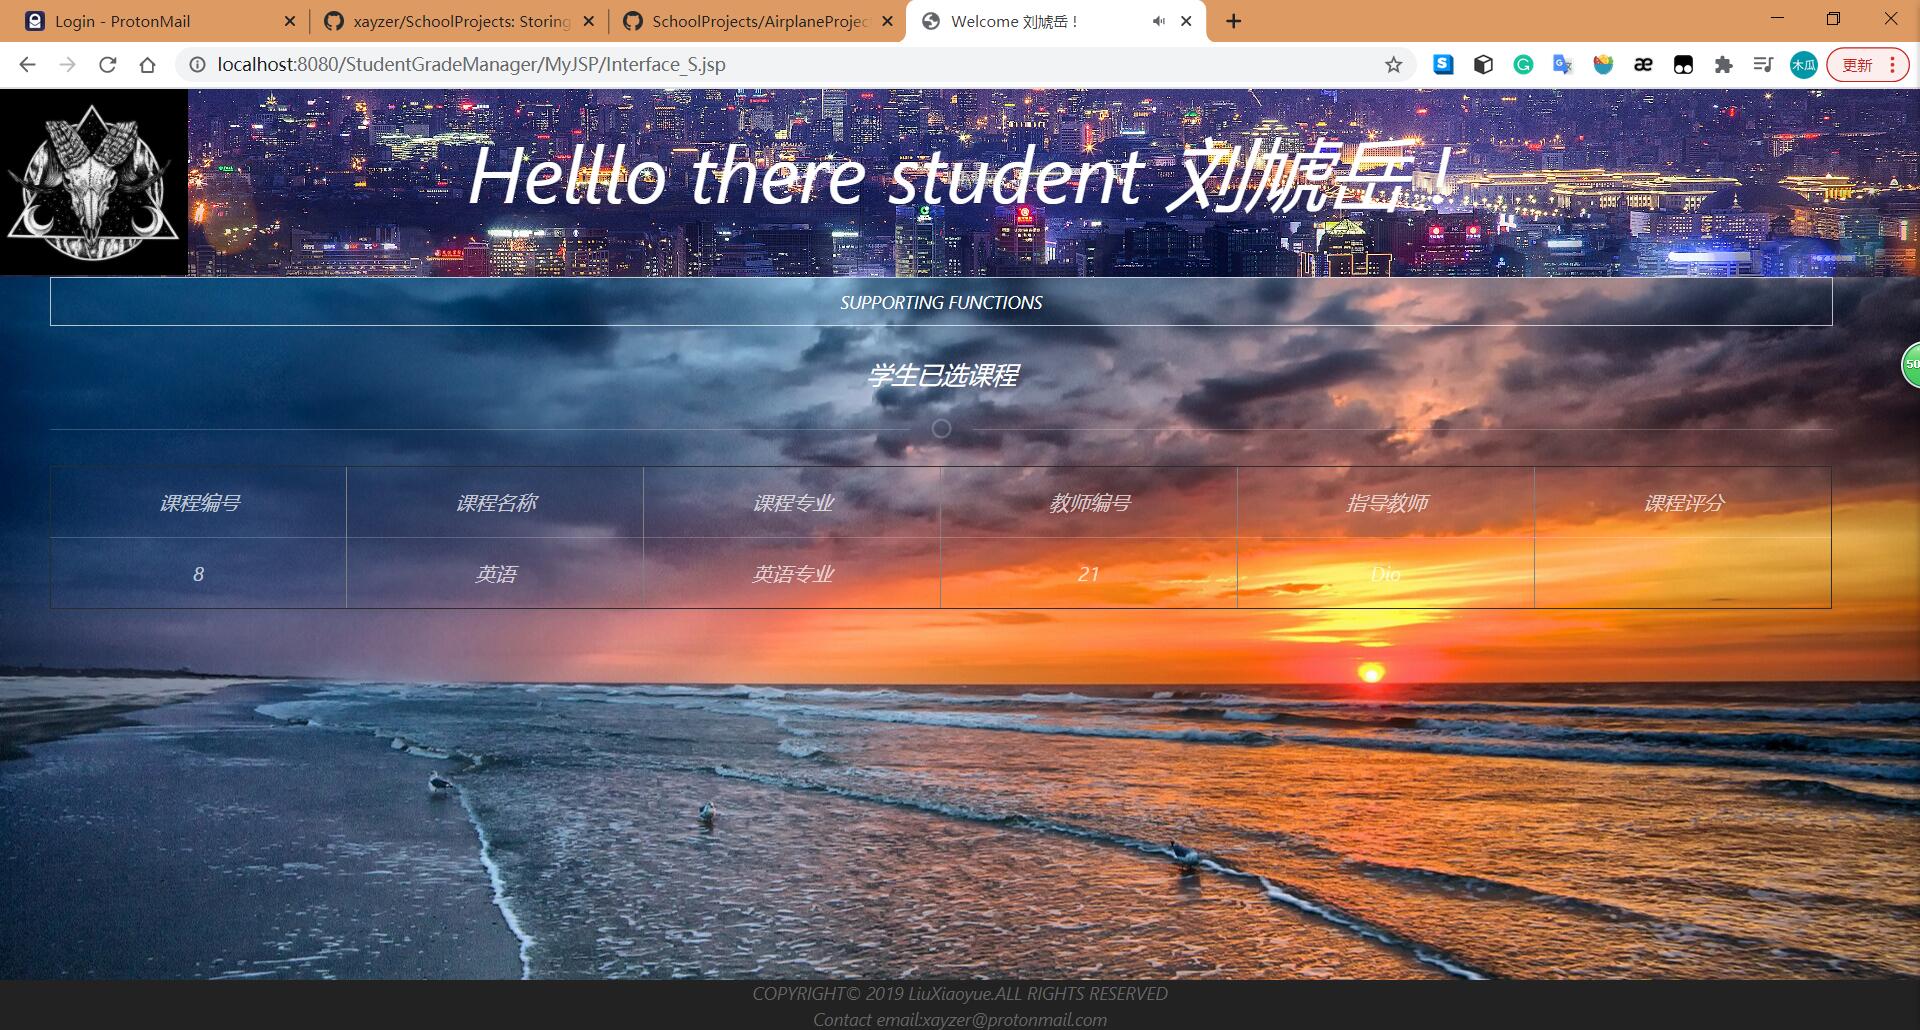 Login - ProtonMail
xayzer/SchoolProjects: Storing
SchoolProjects/AirplaneProjec
Welcome 刘虓岳！
localhost:8080/StudentGradeManager/MyJSP/Interface_S.jsp
木瓜
更新
Helllo there student 刘虓岳！
SUPPORTING FUNCTIONS
50
学生已选课程
课程编号 课程名称 课程专业 教师编号 指导教师 课程评分
8 英语 英语专业 21 Dio
COPYRIGHT© 2019 LiuXiaoyue.ALL RIGHTS RESERVED
Contact email:xayzer@protonmail.com